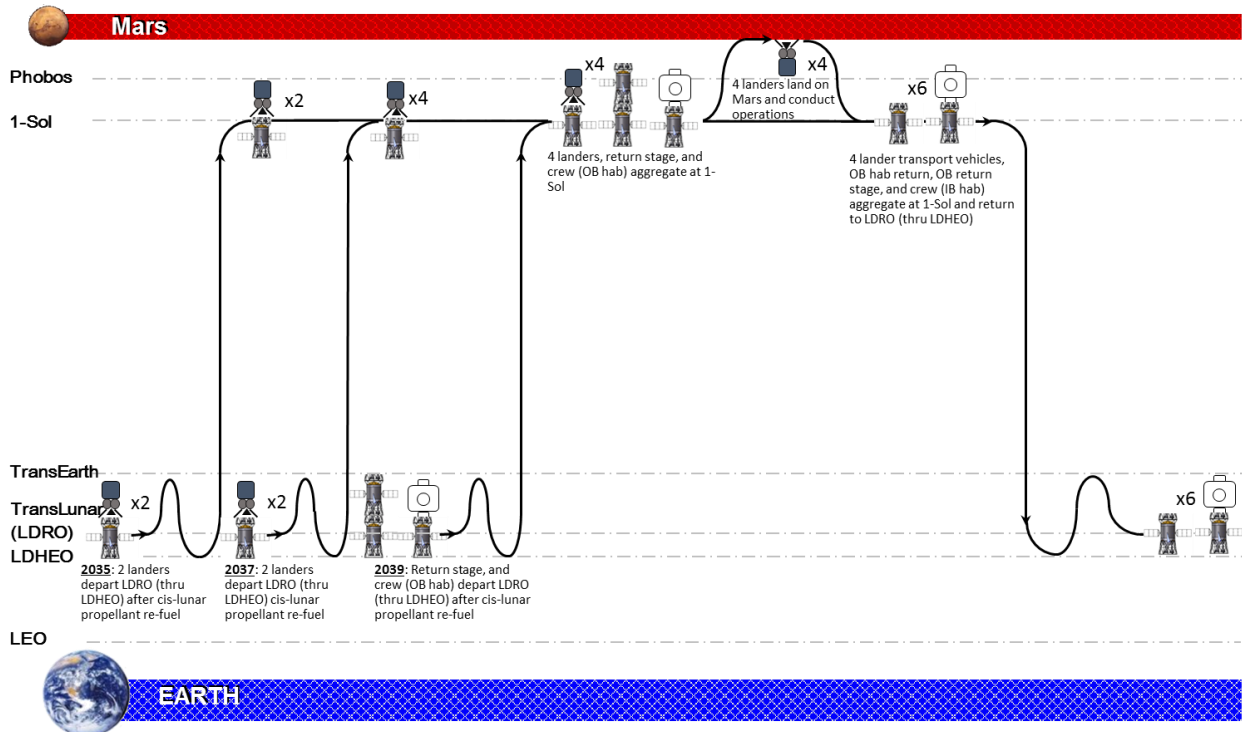 Mars
Phobos
1-Sol
x2
x4
x4
4 landers, return stage, and
crew (OB hab) aggregate at 1-
Sol
x4
4 landers land on
Mars and conduct
operations
x6
4 lander transport vehicles,
OB hab return, OB return
stage, and crew (IB hab)
aggregate at 1-Sol and return
to LDRO (thru LDHEO)
TransEarth
TransLunar
(LDRO)
LDHEO
x2
2035: 2 landers
depart LDRO (thru
LDHEO) after cis-lunar
propellant re-fuel
x2
2037: 2 landers
depart LDRO (thru
LDHEO) cis-lunar
propellant re-fuel
2039: Return stage, and
crew (OB hab) depart LDRO
(thru LDHEO) after cis-lunar
propellant re-fuel
x6
LEO
EARTH